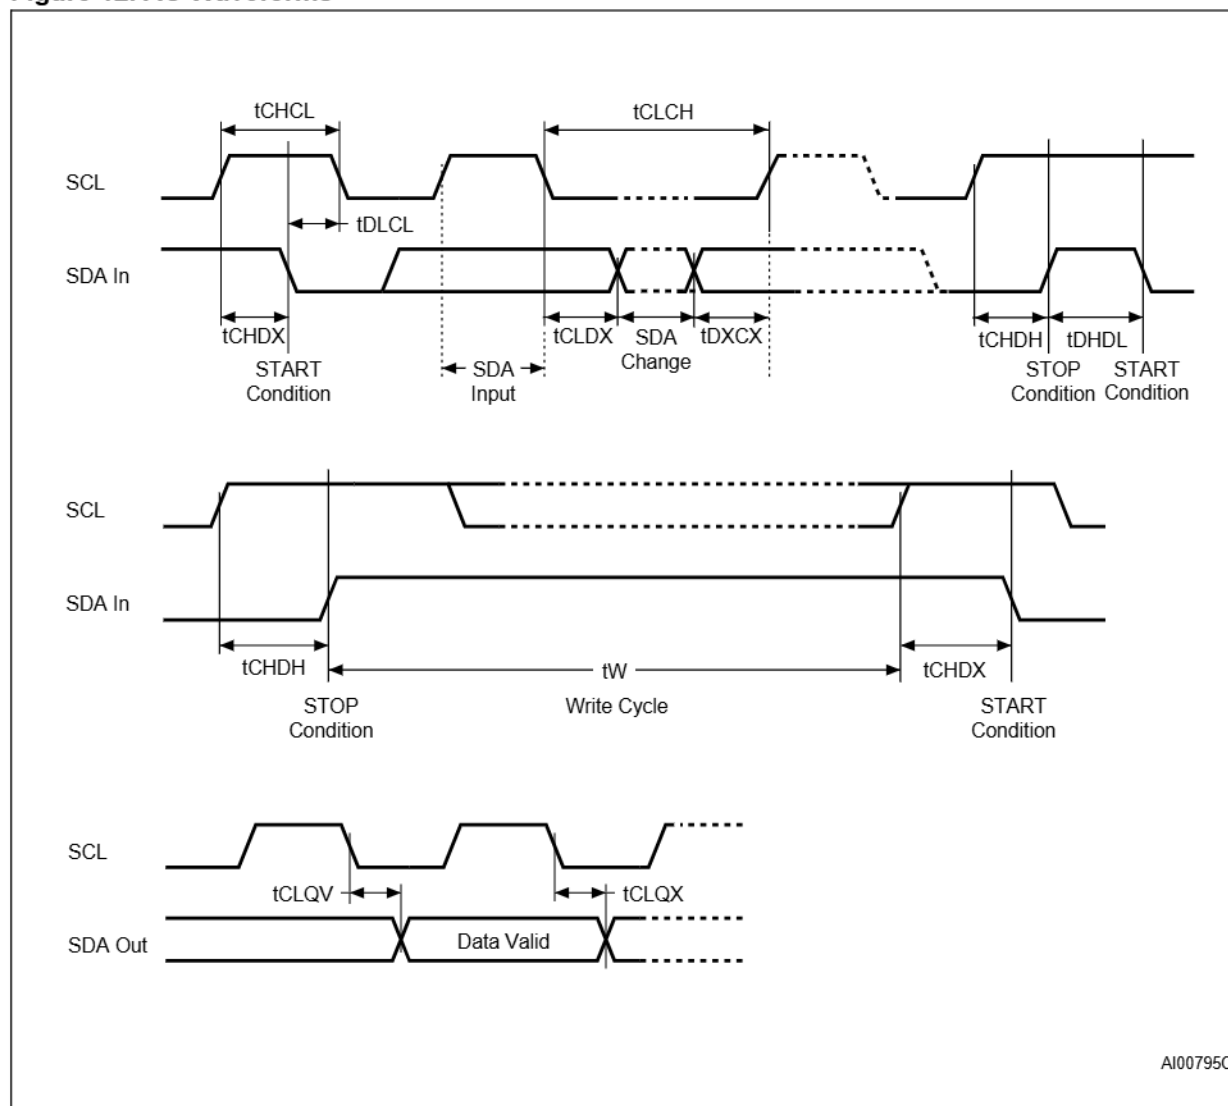 tCHCL
tCLCH
SCL
tDLCL
SDA In
tCHDX
tCLDX
SDA
Change
tDXCX
tCHDH
tDHDL
START
Condition
SDA
Input
STOP
Condition
START
Condition
SCL
SDA In
tCHDH
tW
tCHDX
STOP
Condition
Write Cycle
START
Condition
SCL
tCLQV
tCLQX
SDA Out
Data Valid